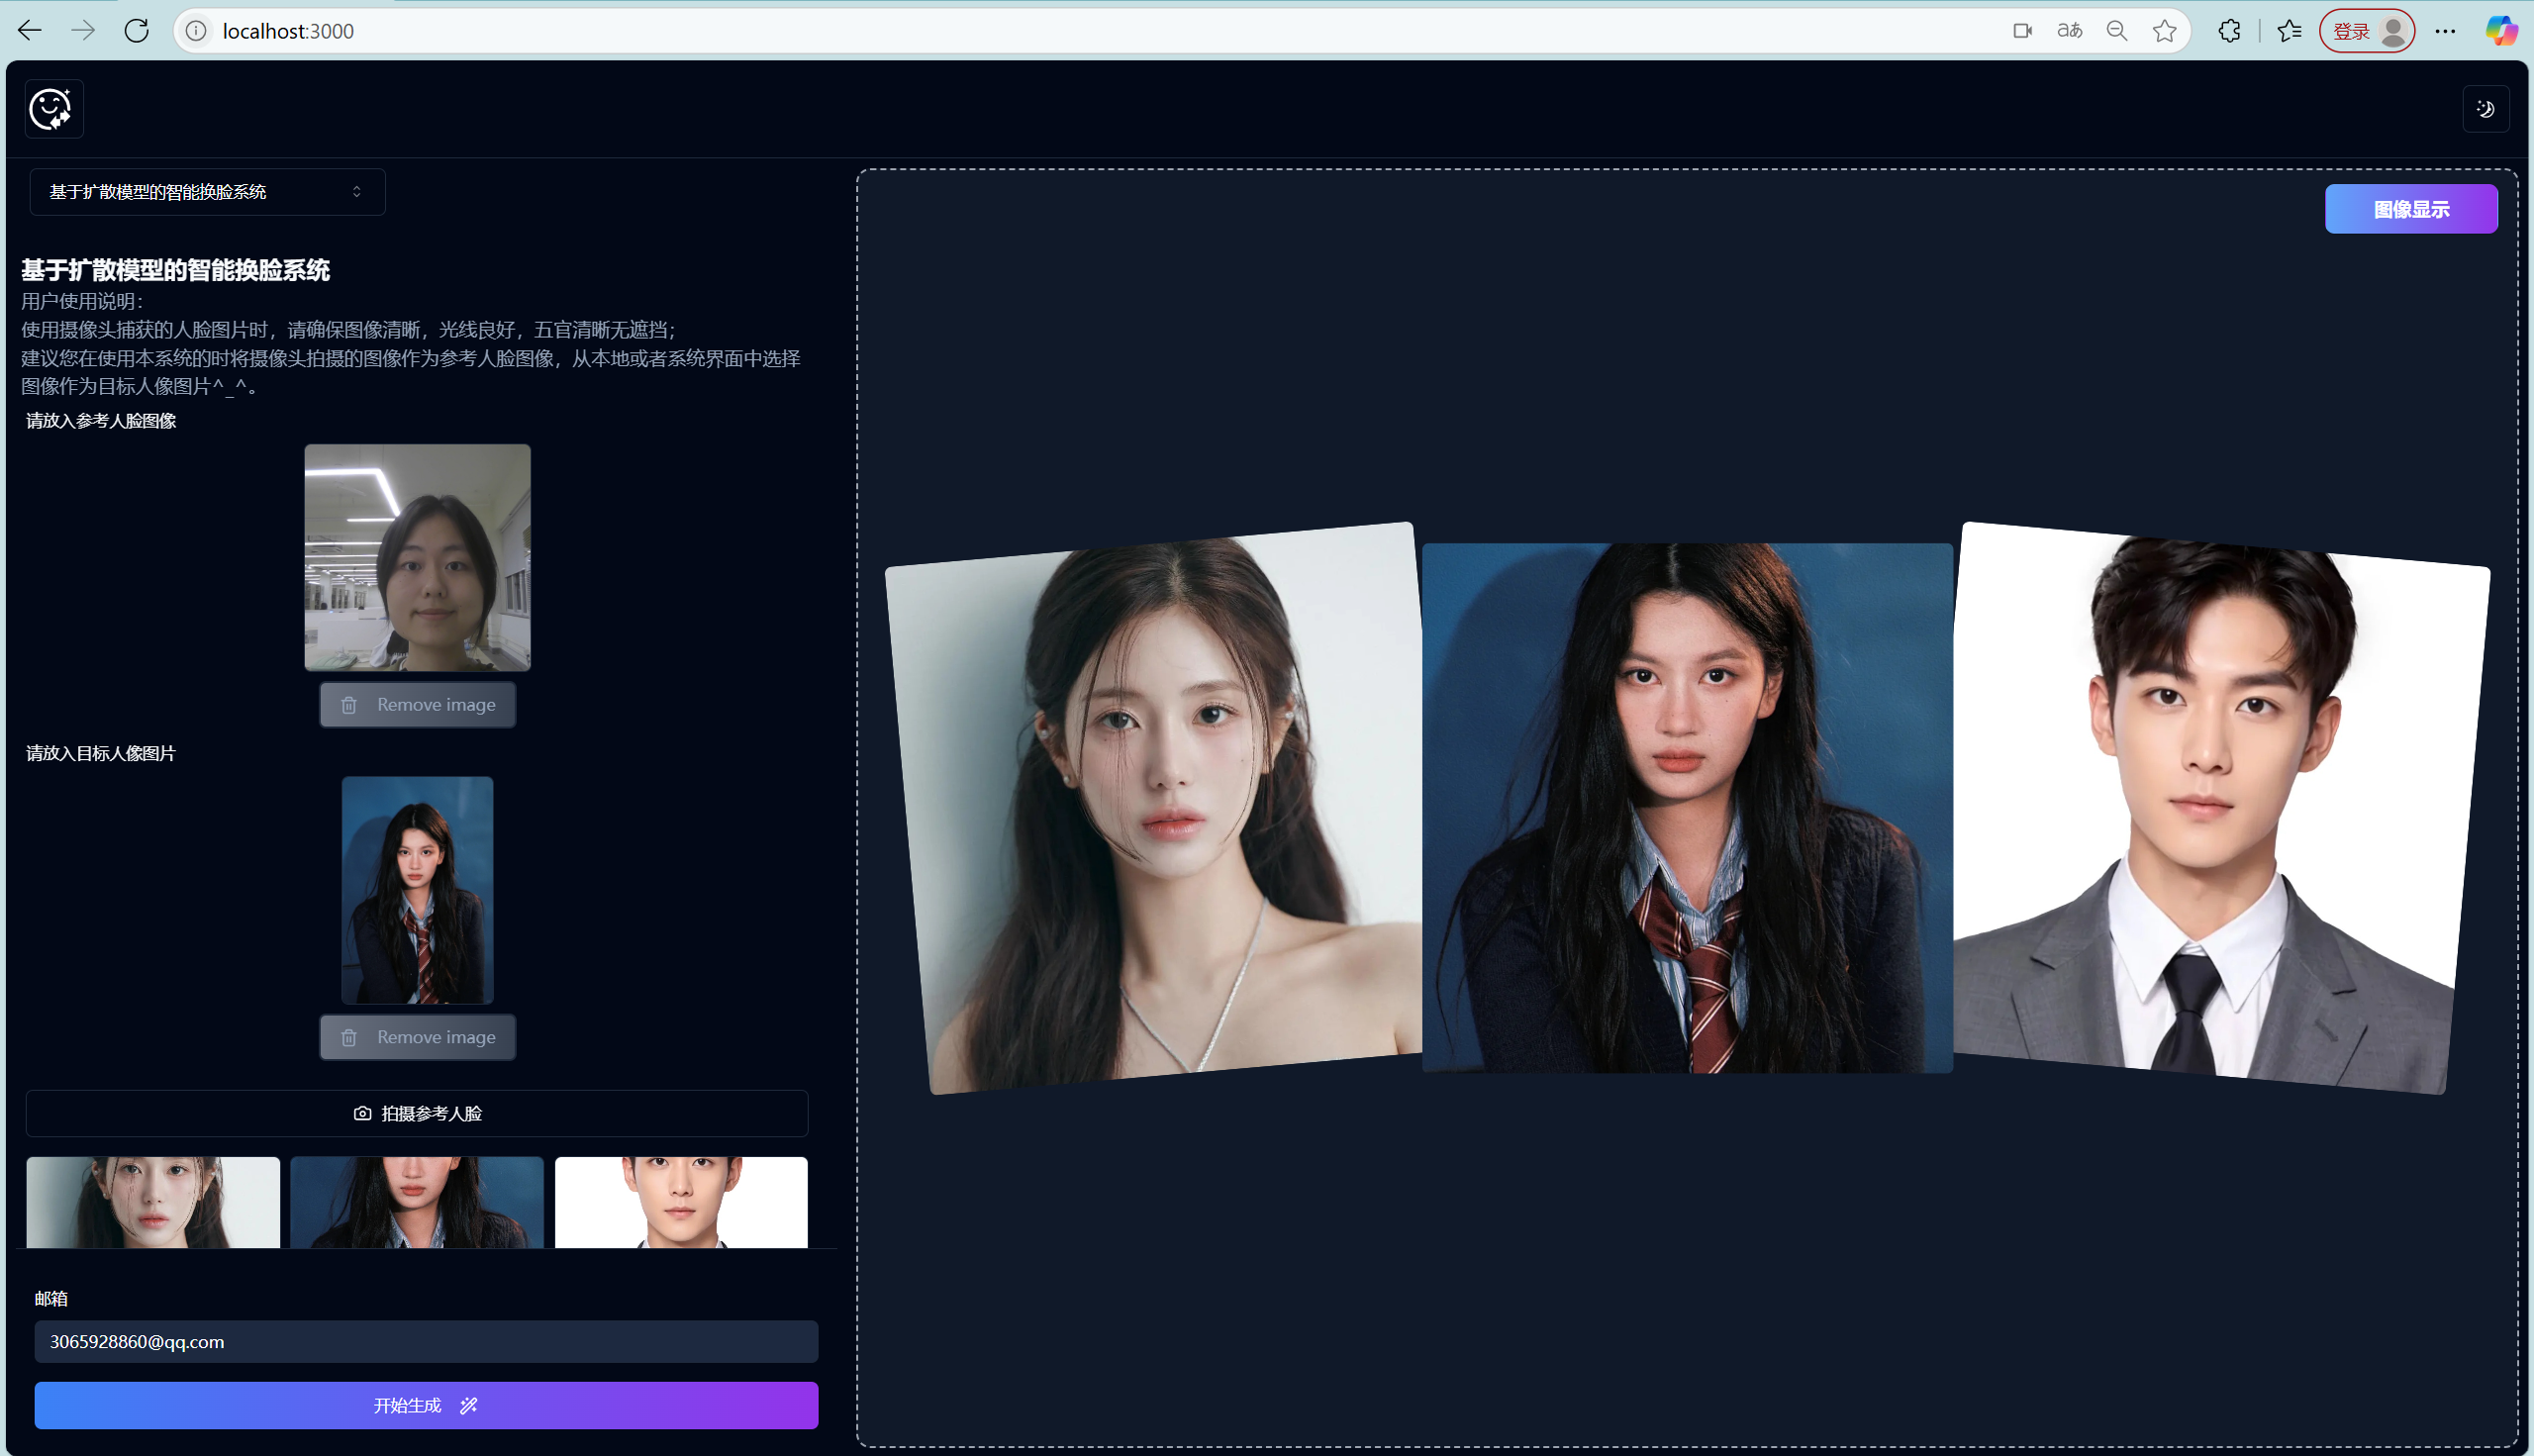 localhost:3000
aあ
登录
基于扩散模型的智能换脸系统
图像显示
基于扩散模型的智能换脸系统
用户使用说明：
使用摄像头捕获的人脸图片时，请确保图像清晰，光线良好，五官清晰无遮挡；
建议您在使用本系统的时将摄像头拍摄的图像作为参考人脸图像，从本地或者系统界面中选择
图像作为目标人像图片^_^。
请放入参考人脸图像
Remove image
请放入目标人像图片
Remove image
拍摄参考人脸
邮箱
3065928860@qq.com
开始生成